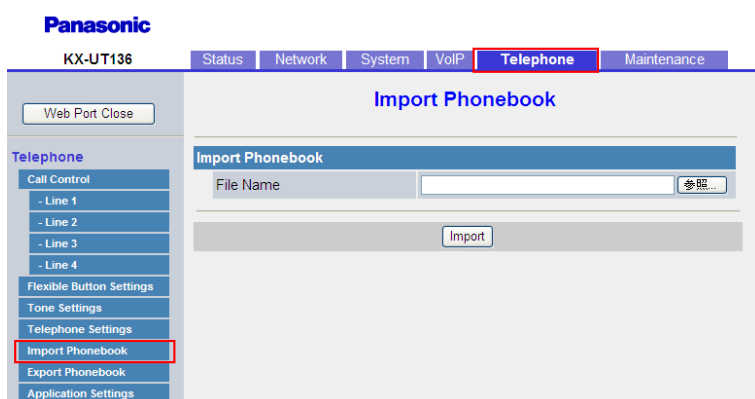 Panasonic
KX-UT136
Status Network System VoIP Telephone Maintenance
Web Port Close
Import Phonebook
Telephone
Call Control
- Line 1
- Line 2
- Line 3
- Line 4
Flexible Button Settings
Tone Settings
Telephone Settings
Import Phonebook
Export Phonebook
Application Settings
Import Phonebook
File Name
参照...
Import